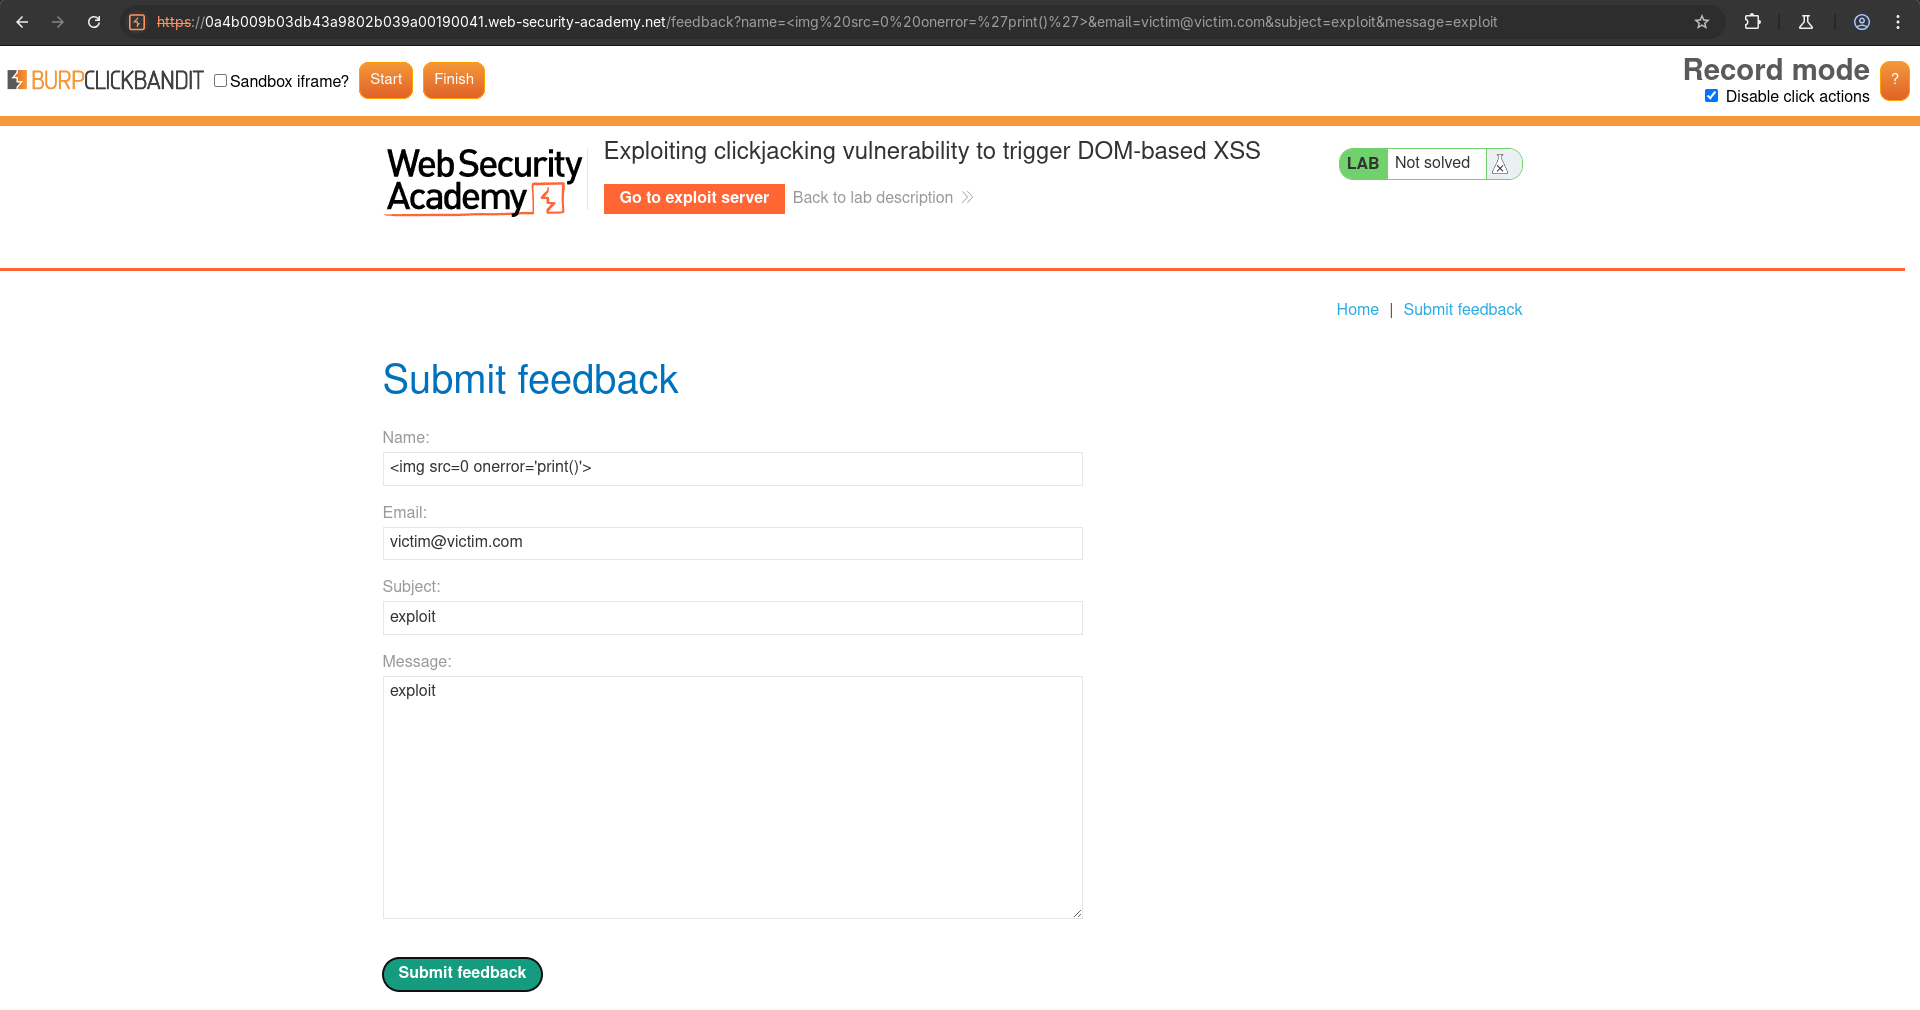 https://0a4b009b03db43a9802b039a00190041.web-security-academy.net/feedback?name=<img%20src=0%20onerror=%27print()%27>&email=victim@victim.com&subject=exploit&message=exploit
BURPCLICKBANDIT Sandbox iframe? Start Finish
Record mode
Disable click actions
?
Web Security
Academy
Exploiting clickjacking vulnerability to trigger DOM-based XSS
Go to exploit server Back to lab description
LAB Not solved
Home | Submit feedback
Submit feedback
Name:
<img src=0 onerror='print()'>
Email:
victim@victim.com
Subject:
exploit
Message:
exploit
Submit feedback